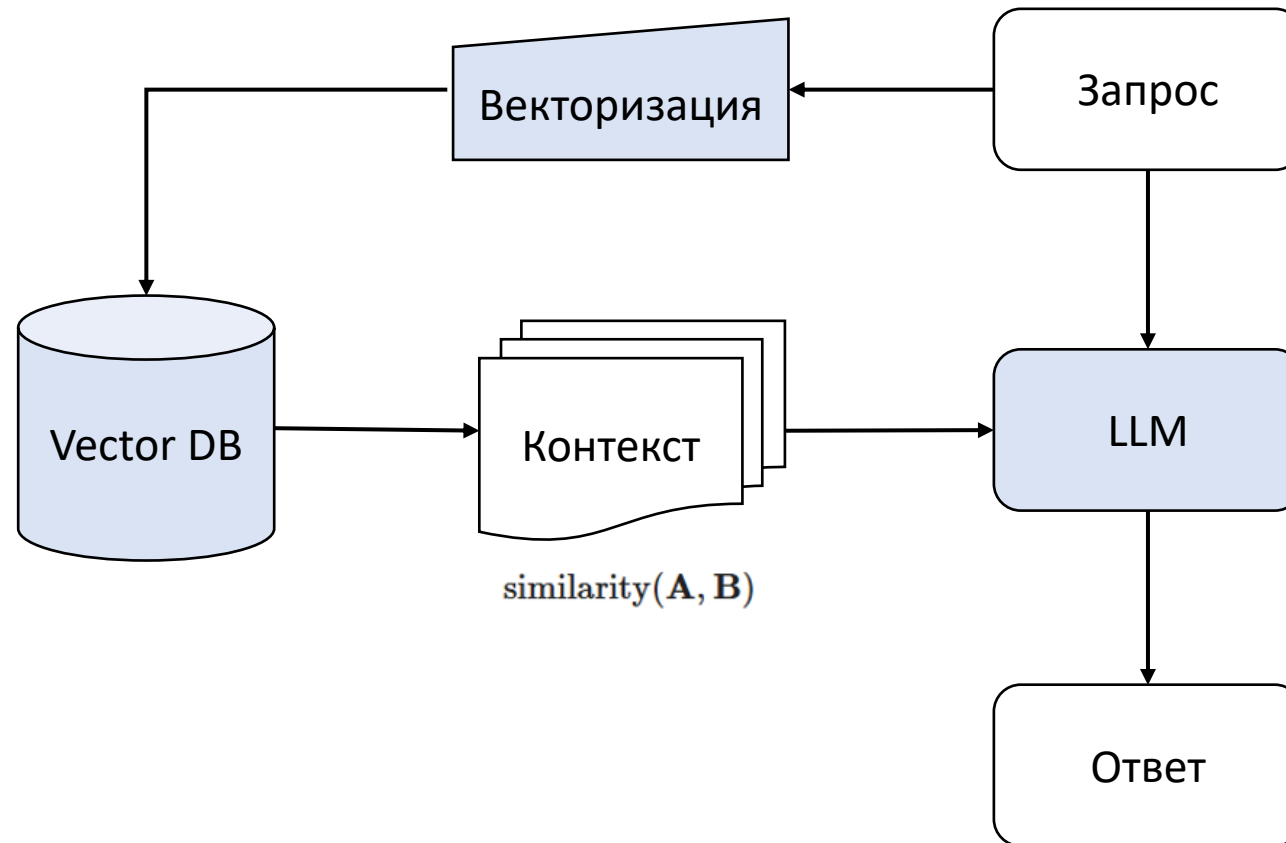 Векторизация
Запрос
Vector DB
Контекст
LLM
similarity(A, B)
Ответ